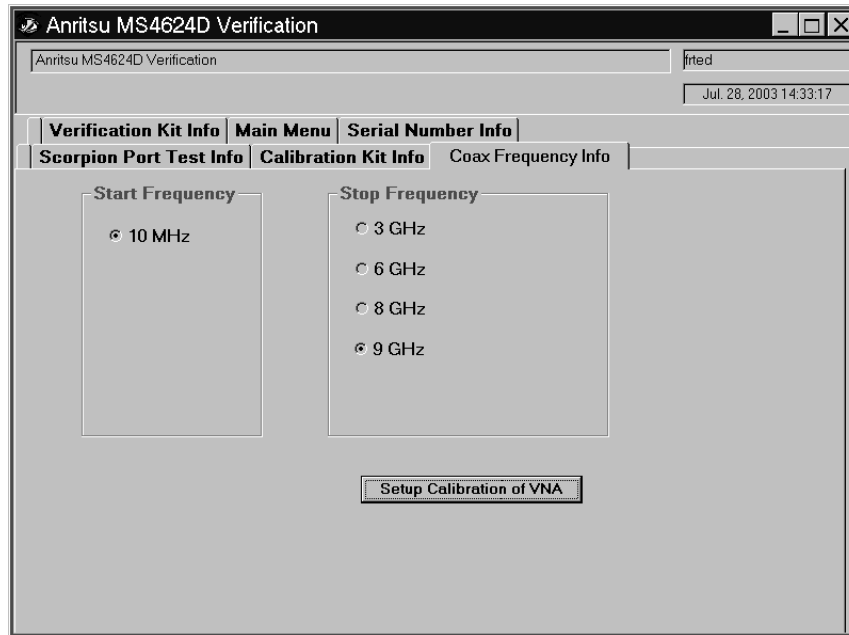 Anritsu MS4624D Verification
Anritsu MS4624D Verification
frted
Jul. 28, 2003 14:33:17
Verification Kit Info
Main Menu
Serial Number Info
Scorpion Port Test Info
Calibration Kit Info
Coax Frequency Info
Start Frequency
10 MHz
Stop Frequency
3 GHz
6 GHz
8 GHz
9 GHz
Setup Calibration of VNA